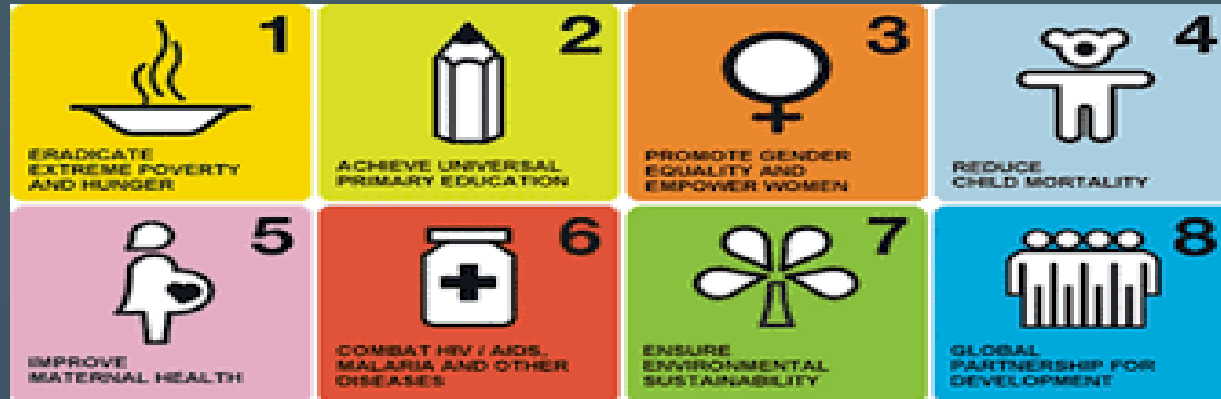 1
ERADICATE
EXTREME POVERTY
AND HUNGER
2
ACHIEVE UNIVERSAL
PRIMARY EDUCATION
3
PROMOTE GENDER
EQUALITY AND
EMPOWER WOMEN
4
REDUCE
CHILD MORTALITY
5
IMPROVE
MATERNAL HEALTH
6
COMBAT HIV / AIDS,
MALARIA AND OTHER
DISEASES
7
ENSURE
ENVIRONMENTAL
SUSTAINABILITY
8
GLOBAL
PARTNERSHIP FOR
DEVELOPMENT